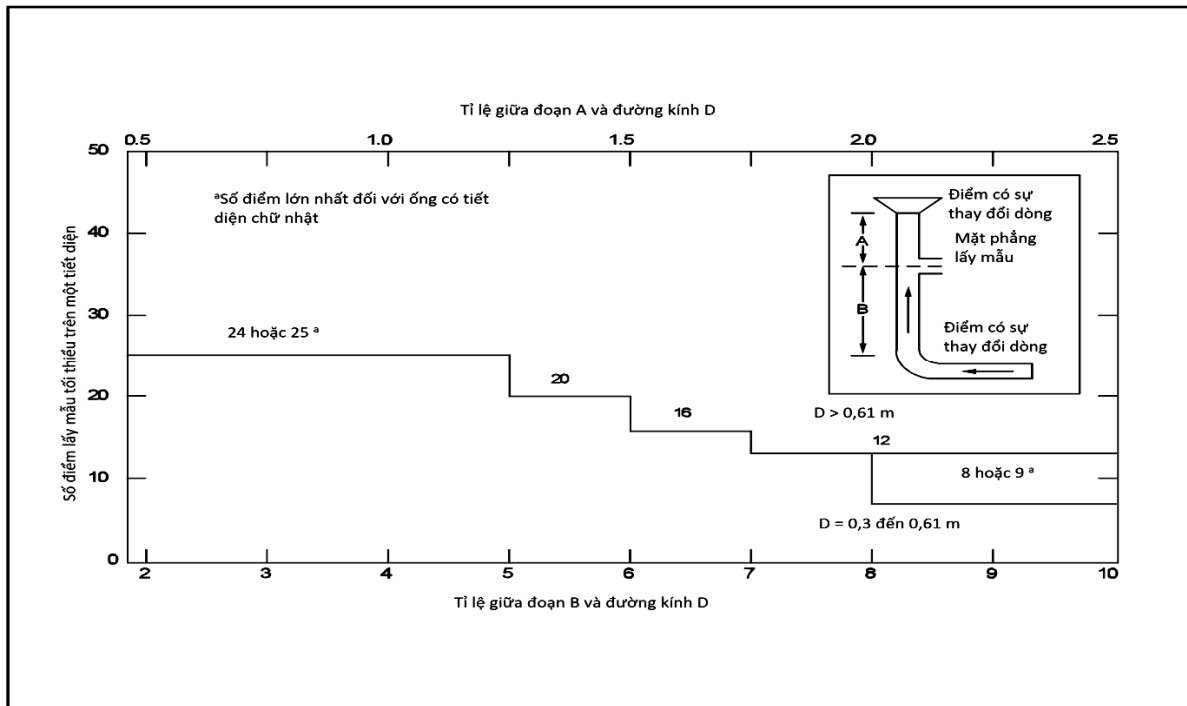 Tỉ lệ giữa đoạn A và đường kính D
0.5 1.0 1.5 2.0 2.5
50
40
30
20
10
0
Số điểm lấy mẫu tối thiểu trên một tiết diện
ªSố điểm lớn nhất đối với ống có tiết
diện chữ nhật
24 hoặc 25 ª
20
16
12
8 hoặc 9 ª
D > 0,61 m
D = 0,3 đến 0,61 m
A
B
Điểm có sự
thay đổi dòng
Mặt phẳng
lấy mẫu
Điểm có sự
thay đổi dòng
2 3 4 5 6 7 8 9 10
Tỉ lệ giữa đoạn B và đường kính D